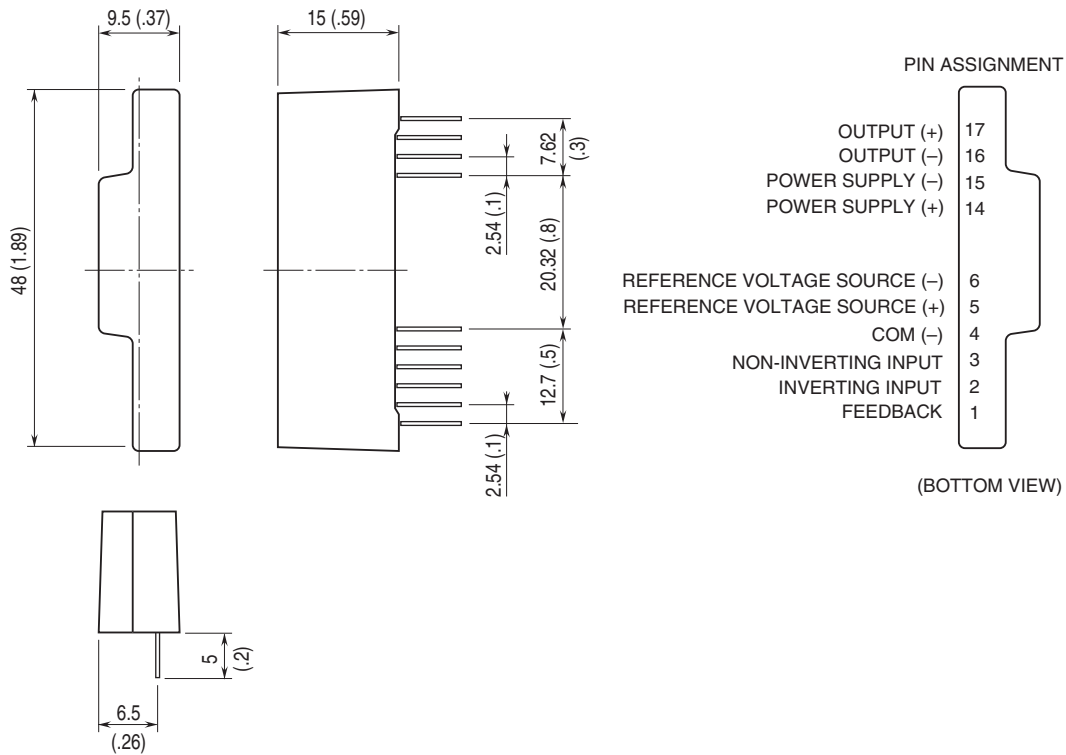 9.5 (.37)
15 (.59)
48 (1.89)
7.62
(.3)
2.54 (.1)
20.32 (.8)
12.7 (.5)
2.54 (.1)
5
(.2)
6.5
(.26)
PIN ASSIGNMENT
OUTPUT (+) 17
OUTPUT (–) 16
POWER SUPPLY (–) 15
POWER SUPPLY (+) 14
REFERENCE VOLTAGE SOURCE (–) 6
REFERENCE VOLTAGE SOURCE (+) 5
COM (–) 4
NON-INVERTING INPUT 3
INVERTING INPUT 2
FEEDBACK 1
(BOTTOM VIEW)